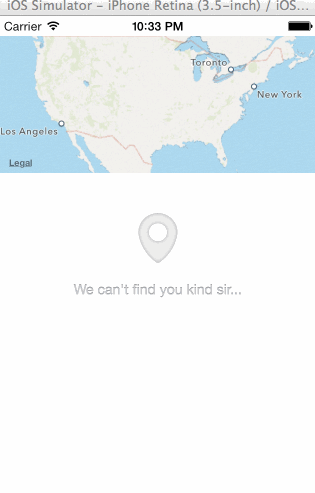 iOS Simulator - iPhone Retina (3.5-inch) / iOS...
Carrier 10:33 PM
Toronto
New York
Los Angeles
Legal
We can't find you kind sir...